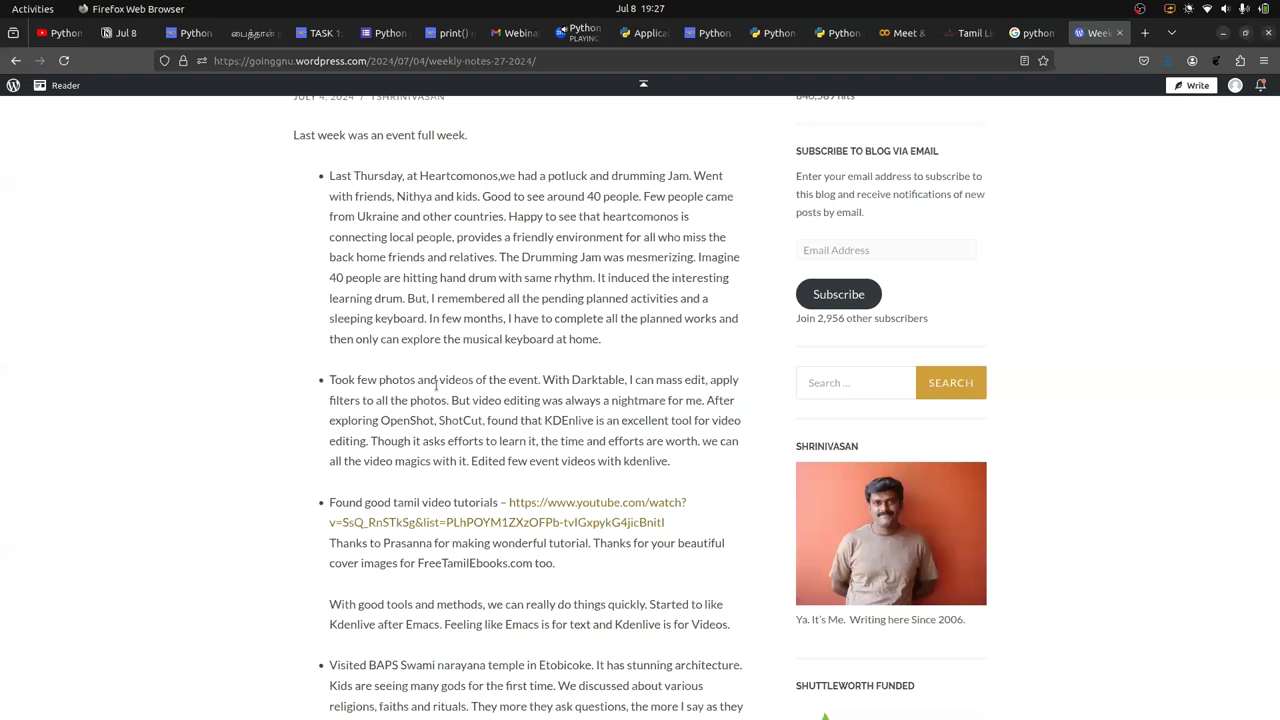 Activities
Firefox Web Browser
Jul 8 19:27
Python
Jul 8
Python
பைத்தான்
TASK 1:
Python
print() n
Webina
Python
PLAYING
Applica
Python
Python
Python
Meet &
Tamil Li
python
Week
https://goinggnu.wordpress.com/2024/07/04/weekly-notes-27-2024/
Reader
Write
JULY 4, 2024 / TSHRINIVASAN
Last week was an event full week.
• Last Thursday, at Heartcomonos,we had a potluck and drumming Jam. Went
with friends, Nithya and kids. Good to see around 40 people. Few people came
from Ukraine and other countries. Happy to see that heartcomonos is
connecting local people, provides a friendly environment for all who miss the
back home friends and relatives. The Drumming Jam was mesmerizing. Imagine
40 people are hitting hand drum with same rhythm. It induced the interesting
learning drum. But, I remembered all the pending planned activities and a
sleeping keyboard. In few months, I have to complete all the planned works and
then only can explore the musical keyboard at home.
• Took few photos and videos of the event. With Darktable, I can mass edit, apply
filters to all the photos. But video editing was always a nightmare for me. After
exploring OpenShot, ShotCut, found that KDEnlive is an excellent tool for video
editing. Though it asks efforts to learn it, the time and efforts are worth. we can
all the video magics with it. Edited few event videos with kdenlive.
• Found good tamil video tutorials – https://www.youtube.com/watch?
v=SsQ_RnSTkSg&list=PLhPOYM1ZXzOFPb-tvIGxpykG4jicBnitI
Thanks to Prasanna for making wonderful tutorial. Thanks for your beautiful
cover images for FreeTamilEbooks.com too.
With good tools and methods, we can really do things quickly. Started to like
Kdenlive after Emacs. Feeling like Emacs is for text and Kdenlive is for Videos.
• Visited BAPS Swami narayana temple in Etobicoke. It has stunning architecture.
Kids are seeing many gods for the first time. We discussed about various
religions, faiths and rituals. They more they ask questions, the more I say as they
846,589 hits
SUBSCRIBE TO BLOG VIA EMAIL
Enter your email address to subscribe to
this blog and receive notifications of new
posts by email.
Email Address
Subscribe
Join 2,956 other subscribers
Search …
SEARCH
SHRINIVASAN
Ya. It's Me. Writing here Since 2006.
SHUTTLEWORTH FUNDED